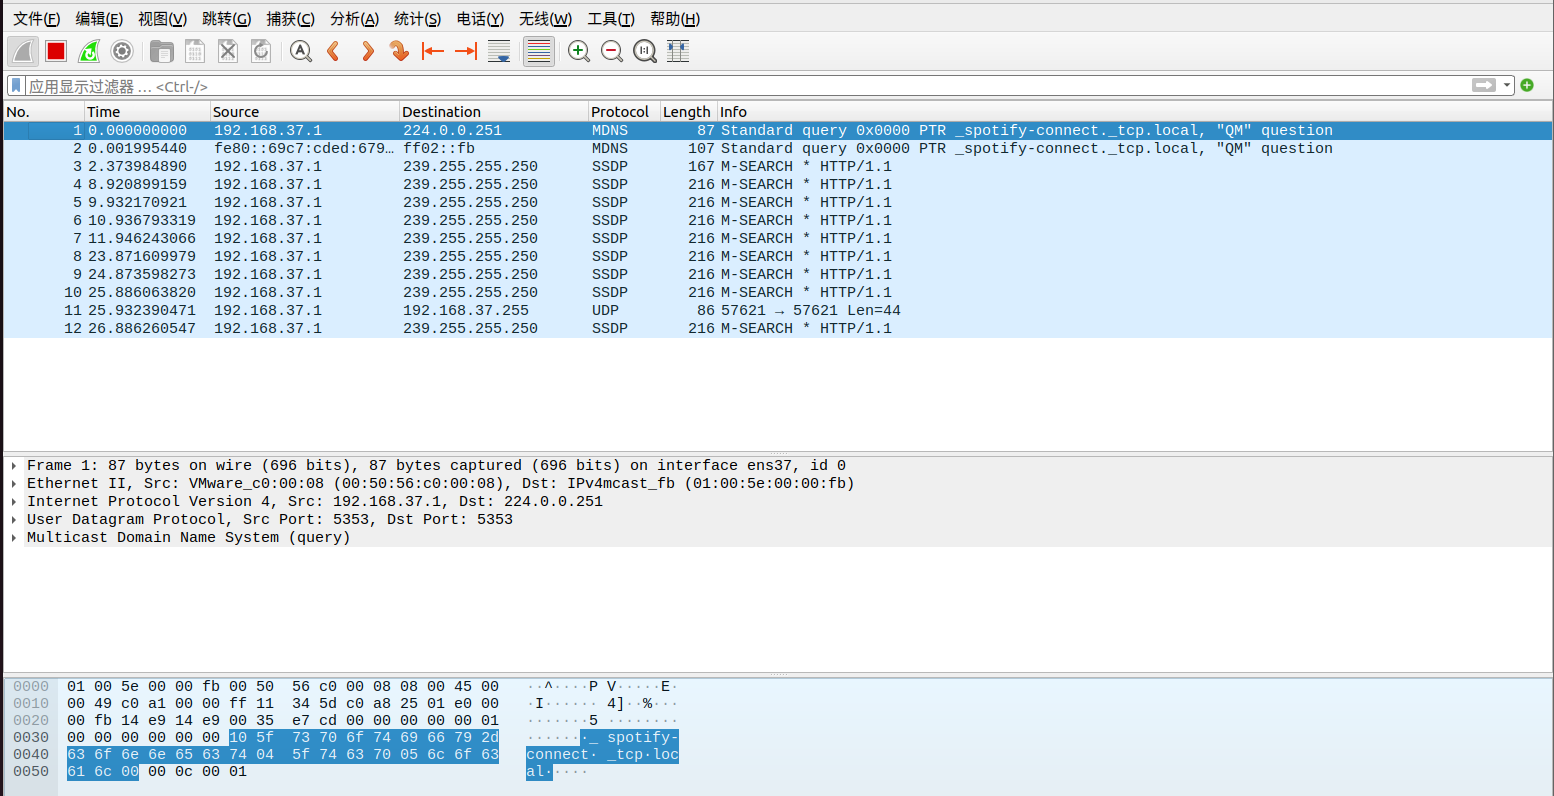 文件(F) 编辑(E) 视图(V) 跳转(G) 捕获(C) 分析(A) 统计(S) 电话(Y) 无线(W) 工具(T) 帮助(H)
应用显示过滤器 … <Ctrl-/>
No. Time Source Destination Protocol Length Info
1 0.000000000 192.168.37.1 224.0.0.251 MDNS 87 Standard query 0x0000 PTR _spotify-connect._tcp.local, "QM" question
2 0.001995440 fe80::69c7:cded:679… ff02::fb MDNS 107 Standard query 0x0000 PTR _spotify-connect._tcp.local, "QM" question
3 2.373984890 192.168.37.1 239.255.255.250 SSDP 167 M-SEARCH * HTTP/1.1
4 8.920899159 192.168.37.1 239.255.255.250 SSDP 216 M-SEARCH * HTTP/1.1
5 9.932170921 192.168.37.1 239.255.255.250 SSDP 216 M-SEARCH * HTTP/1.1
6 10.936793319 192.168.37.1 239.255.255.250 SSDP 216 M-SEARCH * HTTP/1.1
7 11.946243066 192.168.37.1 239.255.255.250 SSDP 216 M-SEARCH * HTTP/1.1
8 23.871609979 192.168.37.1 239.255.255.250 SSDP 216 M-SEARCH * HTTP/1.1
9 24.873598273 192.168.37.1 239.255.255.250 SSDP 216 M-SEARCH * HTTP/1.1
10 25.886063820 192.168.37.1 239.255.255.250 SSDP 216 M-SEARCH * HTTP/1.1
11 25.932390471 192.168.37.1 192.168.37.255 UDP 86 57621 → 57621 Len=44
12 26.886260547 192.168.37.1 239.255.255.250 SSDP 216 M-SEARCH * HTTP/1.1
Frame 1: 87 bytes on wire (696 bits), 87 bytes captured (696 bits) on interface ens37, id 0
Ethernet II, Src: VMware_c0:00:08 (00:50:56:c0:00:08), Dst: IPv4mcast_fb (01:00:5e:00:00:fb)
Internet Protocol Version 4, Src: 192.168.37.1, Dst: 224.0.0.251
User Datagram Protocol, Src Port: 5353, Dst Port: 5353
Multicast Domain Name System (query)
0000 01 00 5e 00 00 fb 00 50 56 c0 00 08 08 00 45 00 ··^····P V·····E·
0010 00 49 c0 a1 00 00 ff 11 34 5d c0 a8 25 01 e0 00 ·I······ 4]··%···
0020 00 fb 14 e9 14 e9 00 35 e7 cd 00 00 00 00 00 01 ·······5 ········
0030 00 00 00 00 00 00 10 5f 73 70 6f 74 69 66 79 2d ·······_ spotify-
0040 63 6f 6e 6e 65 63 74 04 5f 74 63 70 05 6c 6f 63 connect· _tcp·loc
0050 61 6c 00 00 0c 00 01 al·····